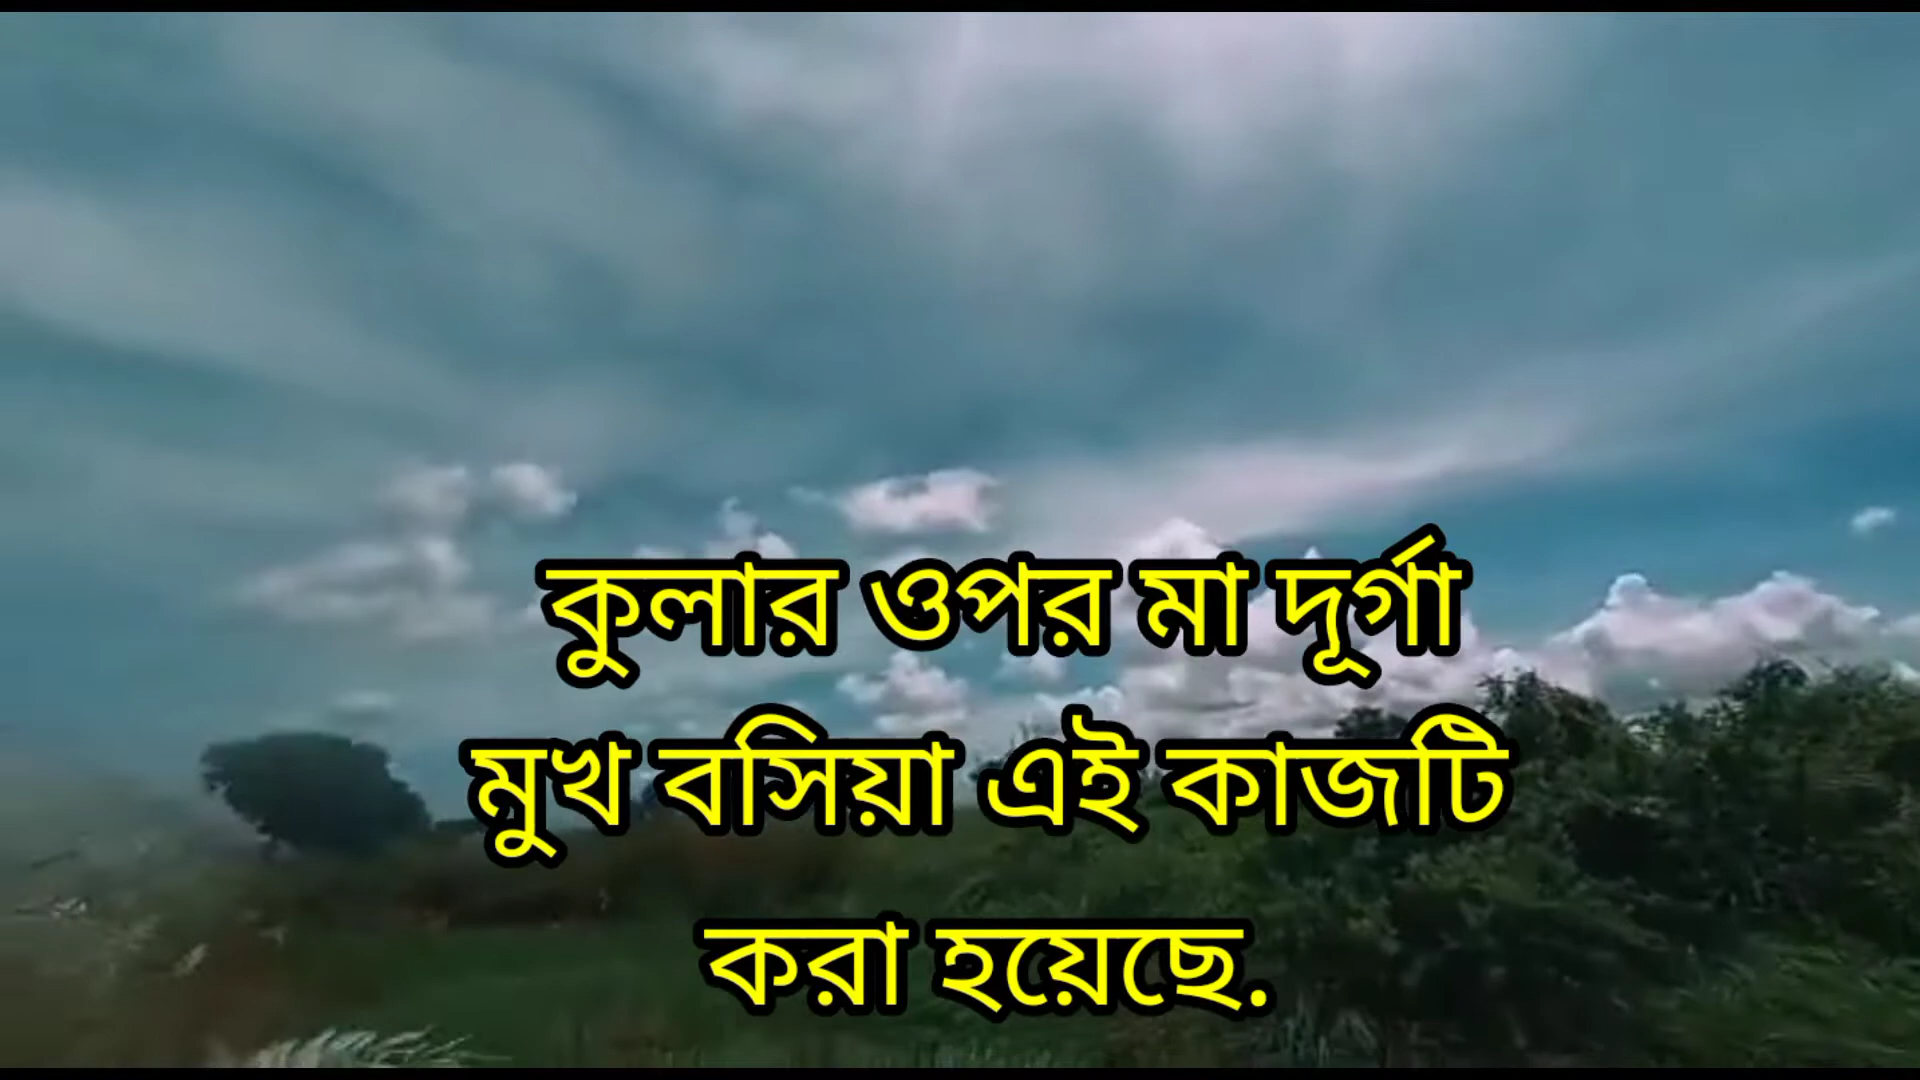 কুলার ওপর মা দূর্গা
মুখ বসিয়া এই কাজটি
করা হয়েছে.